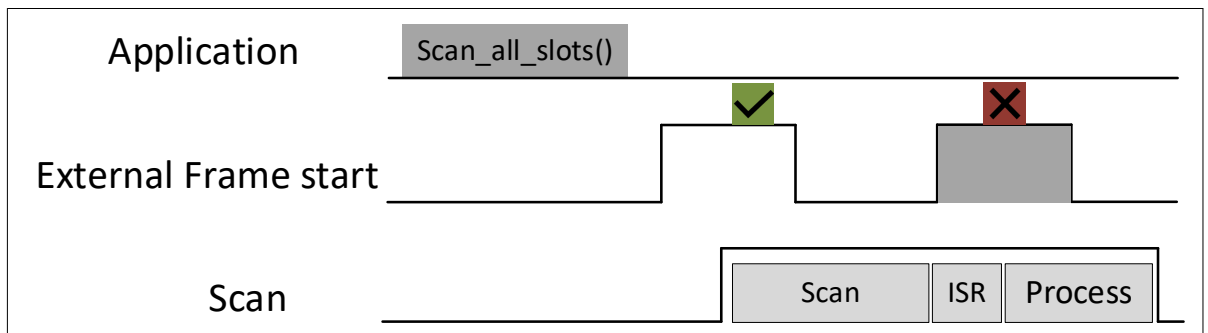 Application
Scan_all_slots()
External Frame start
Scan
Scan
ISR
Process